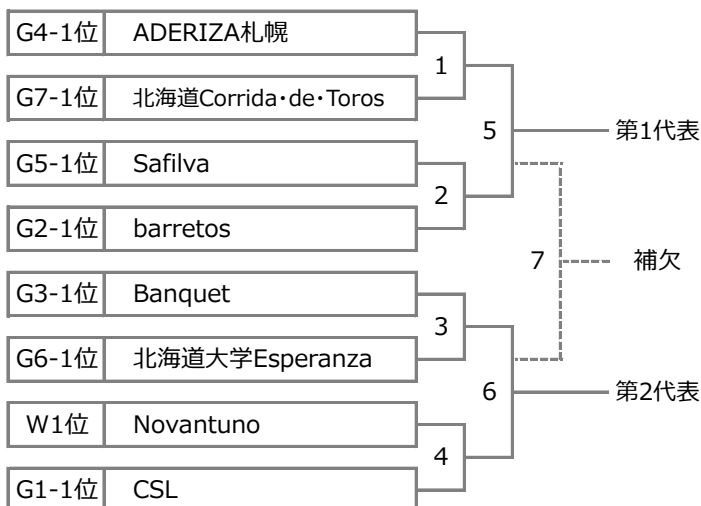 G4-1位 ADERIZA札幌
1
G7-1位 北海道Corrida･de･Toros
5 第1代表
G5-1位 Safilva
2
G2-1位 barretos
7 補欠
G3-1位 Banquet
3
G6-1位 北海道大学Esperanza
6 第2代表
W1位 Novantuno
4
G1-1位 CSL